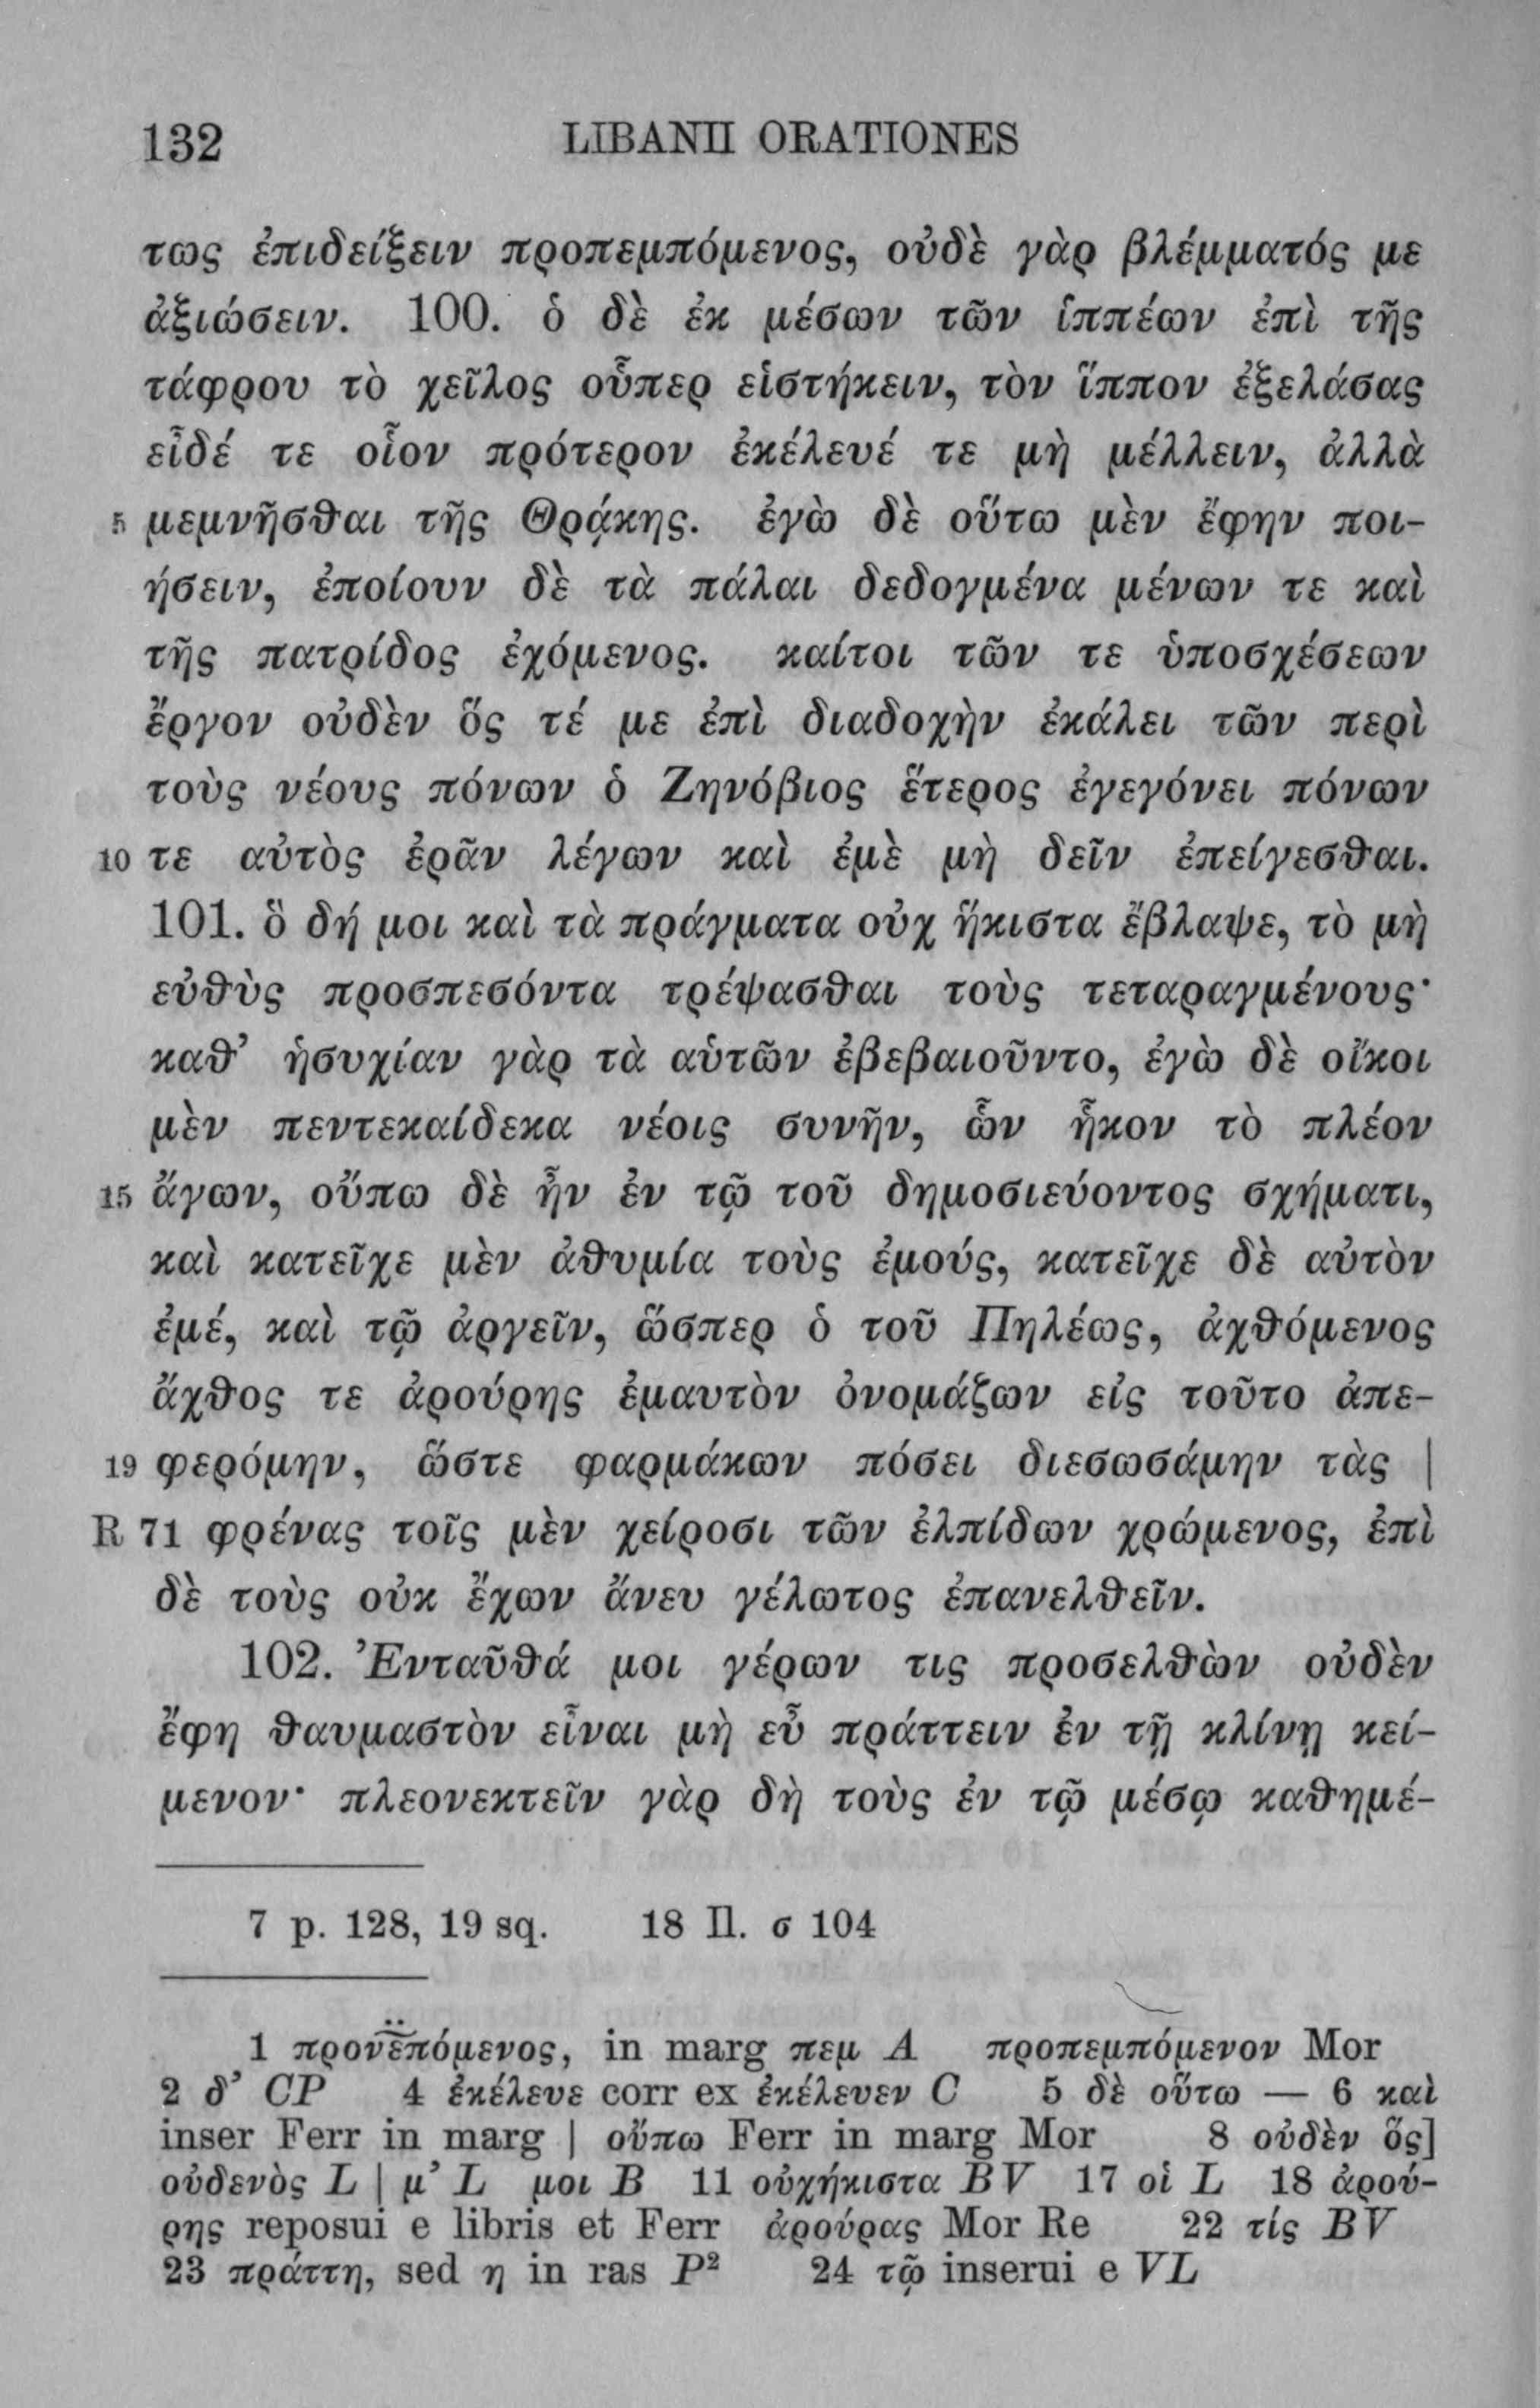 132 LIBANII ORATIONES
τως ἐπιδείξειν προπεμπόμενος, οὐδὲ γὰρ βλέμματός με
ἀξιώσειν. 100. ὁ δὲ ἐκ μέσων τῶν ἱππέων ἐπὶ τῆς
τάφρου τὸ χεῖλος οὗπερ εἱστήκειν, τὸν ἵππον ἐξελάσας
εἶδέ τε οἷον πρότερον ἐκέλευέ τε μὴ μέλλειν, ἀλλὰ
5 μεμνῆσθαι τῆς Θρᾴκης. ἐγὼ δὲ οὕτω μὲν ἔφην ποι-
ήσειν, ἐποίουν δὲ τὰ πάλαι δεδογμένα μένων τε καὶ
τῆς πατρίδος ἐχόμενος. καίτοι τῶν τε ὑποσχέσεων
ἔργον οὐδὲν ὅς τέ με ἐπὶ διαδοχὴν ἐκάλει τῶν περὶ
τοὺς νέους πόνων ὁ Ζηνόβιος ἕτερος ἐγεγόνει πόνων
10 τε αὐτὸς ἐρᾶν λέγων καὶ ἐμὲ μὴ δεῖν ἐπείγεσθαι.
101. ὃ δή μοι καὶ τὰ πράγματα οὐχ ἥκιστα ἔβλαψε, τὸ μὴ
εὐθὺς προσπεσόντα τρέψασθαι τοὺς τεταραγμένους·
καθ’ ἡσυχίαν γὰρ τὰ αὑτῶν ἐβεβαιοῦντο, ἐγὼ δὲ οἴκοι
μὲν πεντεκαίδεκα νέοις συνῆν, ὧν ἧκον τὸ πλέον
15 ἄγων, οὔπω δὲ ἦν ἐν τῷ τοῦ δημοσιεύοντος σχήματι,
καὶ κατεῖχε μὲν ἀθυμία τοὺς ἐμούς, κατεῖχε δὲ αὐτὸν
ἐμέ, καὶ τῷ ἀργεῖν, ὥσπερ ὁ τοῦ Πηλέως, ἀχθόμενος
ἄχθος τε ἀρούρης ἐμαυτὸν ὀνομάζων εἰς τοῦτο ἀπε-
19 φερόμην, ὥστε φαρμάκων πόσει διεσωσάμην τὰς |
R 71 φρένας τοῖς μὲν χείροσι τῶν ἐλπίδων χρώμενος, ἐπὶ
δὲ τοὺς οὐκ ἔχων ἄνευ γέλωτος ἐπανελθεῖν.
102. Ἐνταῦθά μοι γέρων τις προσελθὼν οὐδὲν
ἔφη θαυμαστὸν εἶναι μὴ εὖ πράττειν ἐν τῇ κλίνῃ κεί-
μενον· πλεονεκτεῖν γὰρ δὴ τοὺς ἐν τῷ μέσῳ καθημέ-
7 p. 128, 19 sq. 18 Il. σ 104
1 προνεπόμενος, in marg πεμ A προπεμπόμενον Mor
2 δ’ CP 4 ἐκέλευε corr ex ἐκέλευεν C 5 δὲ οὕτω — 6 καὶ
inser Ferr in marg | οὔπω Ferr in marg Mor 8 οὐδὲν ὅς]
οὐδενὸς L | μ’ L μοι B 11 οὐχήκιστα BV 17 οἱ L 18 ἀρού-
ρης reposui e libris et Ferr ἀρούρας Mor Re 22 τίς BV
23 πράττη, sed η in ras P² 24 τῷ inserui e VL